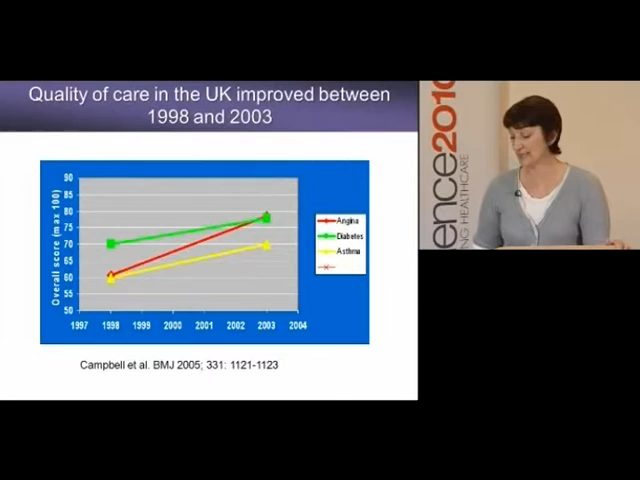 Quality of care in the UK improved between
1998 and 2003
Overall score (max 100)
90
85
80
75
70
65
60
55
50
1997 1998 1999 2000 2001 2002 2003 2004
Angina
Diabetes
Asthma
Campbell et al. BMJ 2005; 331: 1121-1123
ence2010
NG HEALTHCARE